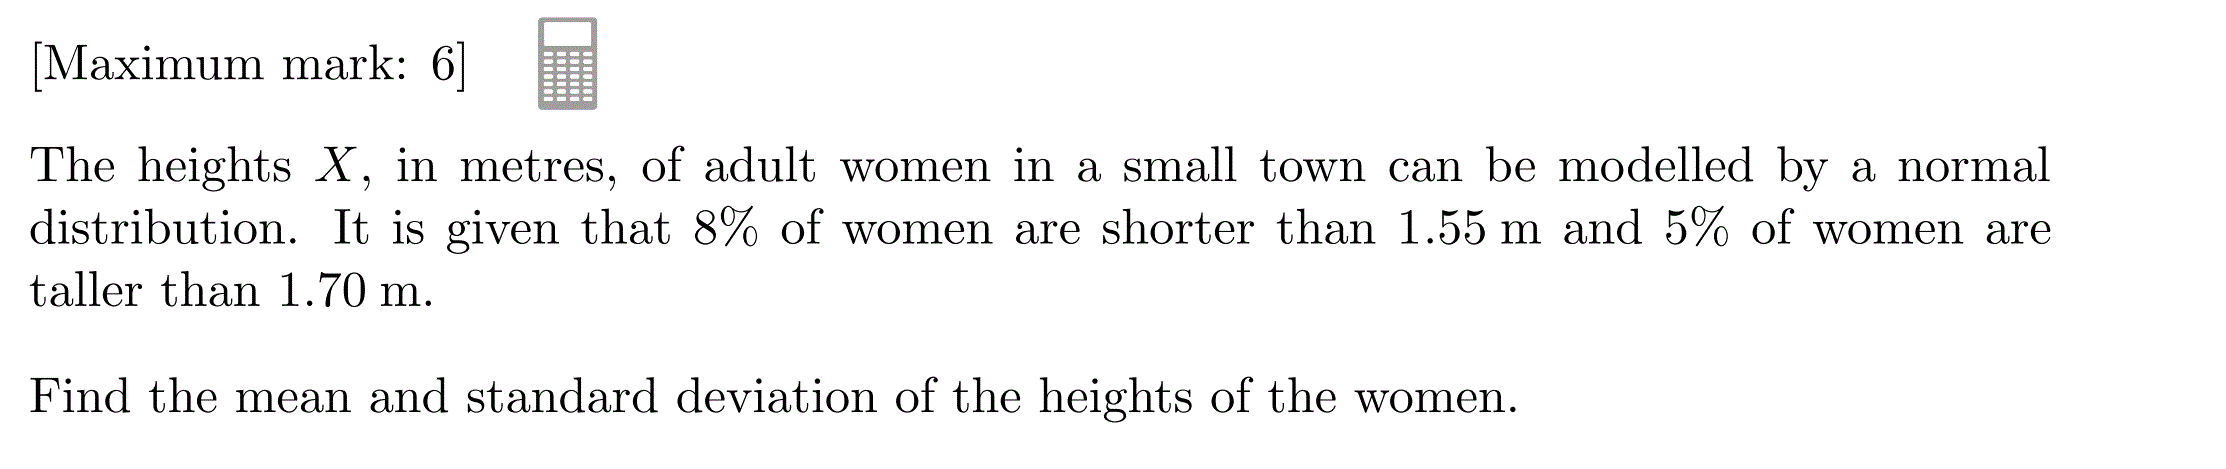 [Maximum mark: 6]
The heights X, in metres, of adult women in a small town can be modelled by a normal
distribution. It is given that 8% of women are shorter than 1.55 m and 5% of women are
taller than 1.70 m.
Find the mean and standard deviation of the heights of the women.